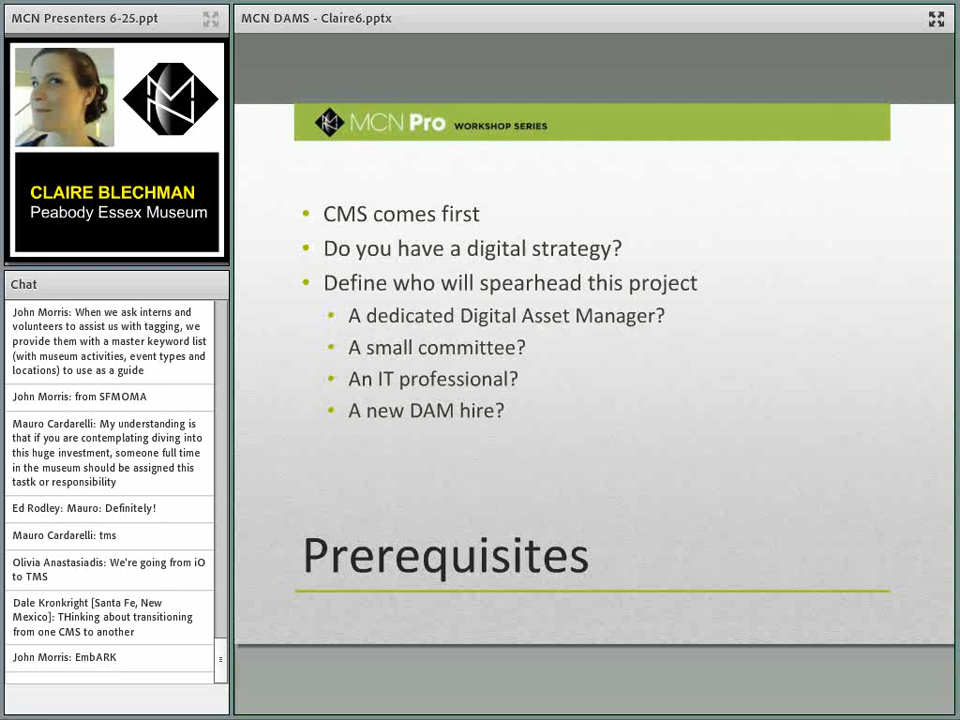 MCN Presenters 6-25.ppt
CLAIRE BLECHMAN
Peabody Essex Museum
Chat
John Morris: When we ask interns and
volunteers to assist us with tagging, we
provide them with a master keyword list
(with museum activities, event types and
locations) to use as a guide
John Morris: from SFMOMA
Mauro Cardarelli: My understanding is
that if you are contemplating diving into
this huge investment, someone full time
in the museum should be assigned this
tastk or responsibility
Ed Rodley: Mauro: Definitely!
Mauro Cardarelli: tms
Olivia Anastasiadis: We're going from iO
to TMS
Dale Kronkright [Santa Fe, New
Mexico]: THinking about transitioning
from one CMS to another
John Morris: EmbARK
MCN DAMS - Claire6.pptx
MCN Pro WORKSHOP SERIES
• CMS comes first
• Do you have a digital strategy?
• Define who will spearhead this project
• A dedicated Digital Asset Manager?
• A small committee?
• An IT professional?
• A new DAM hire?
Prerequisites